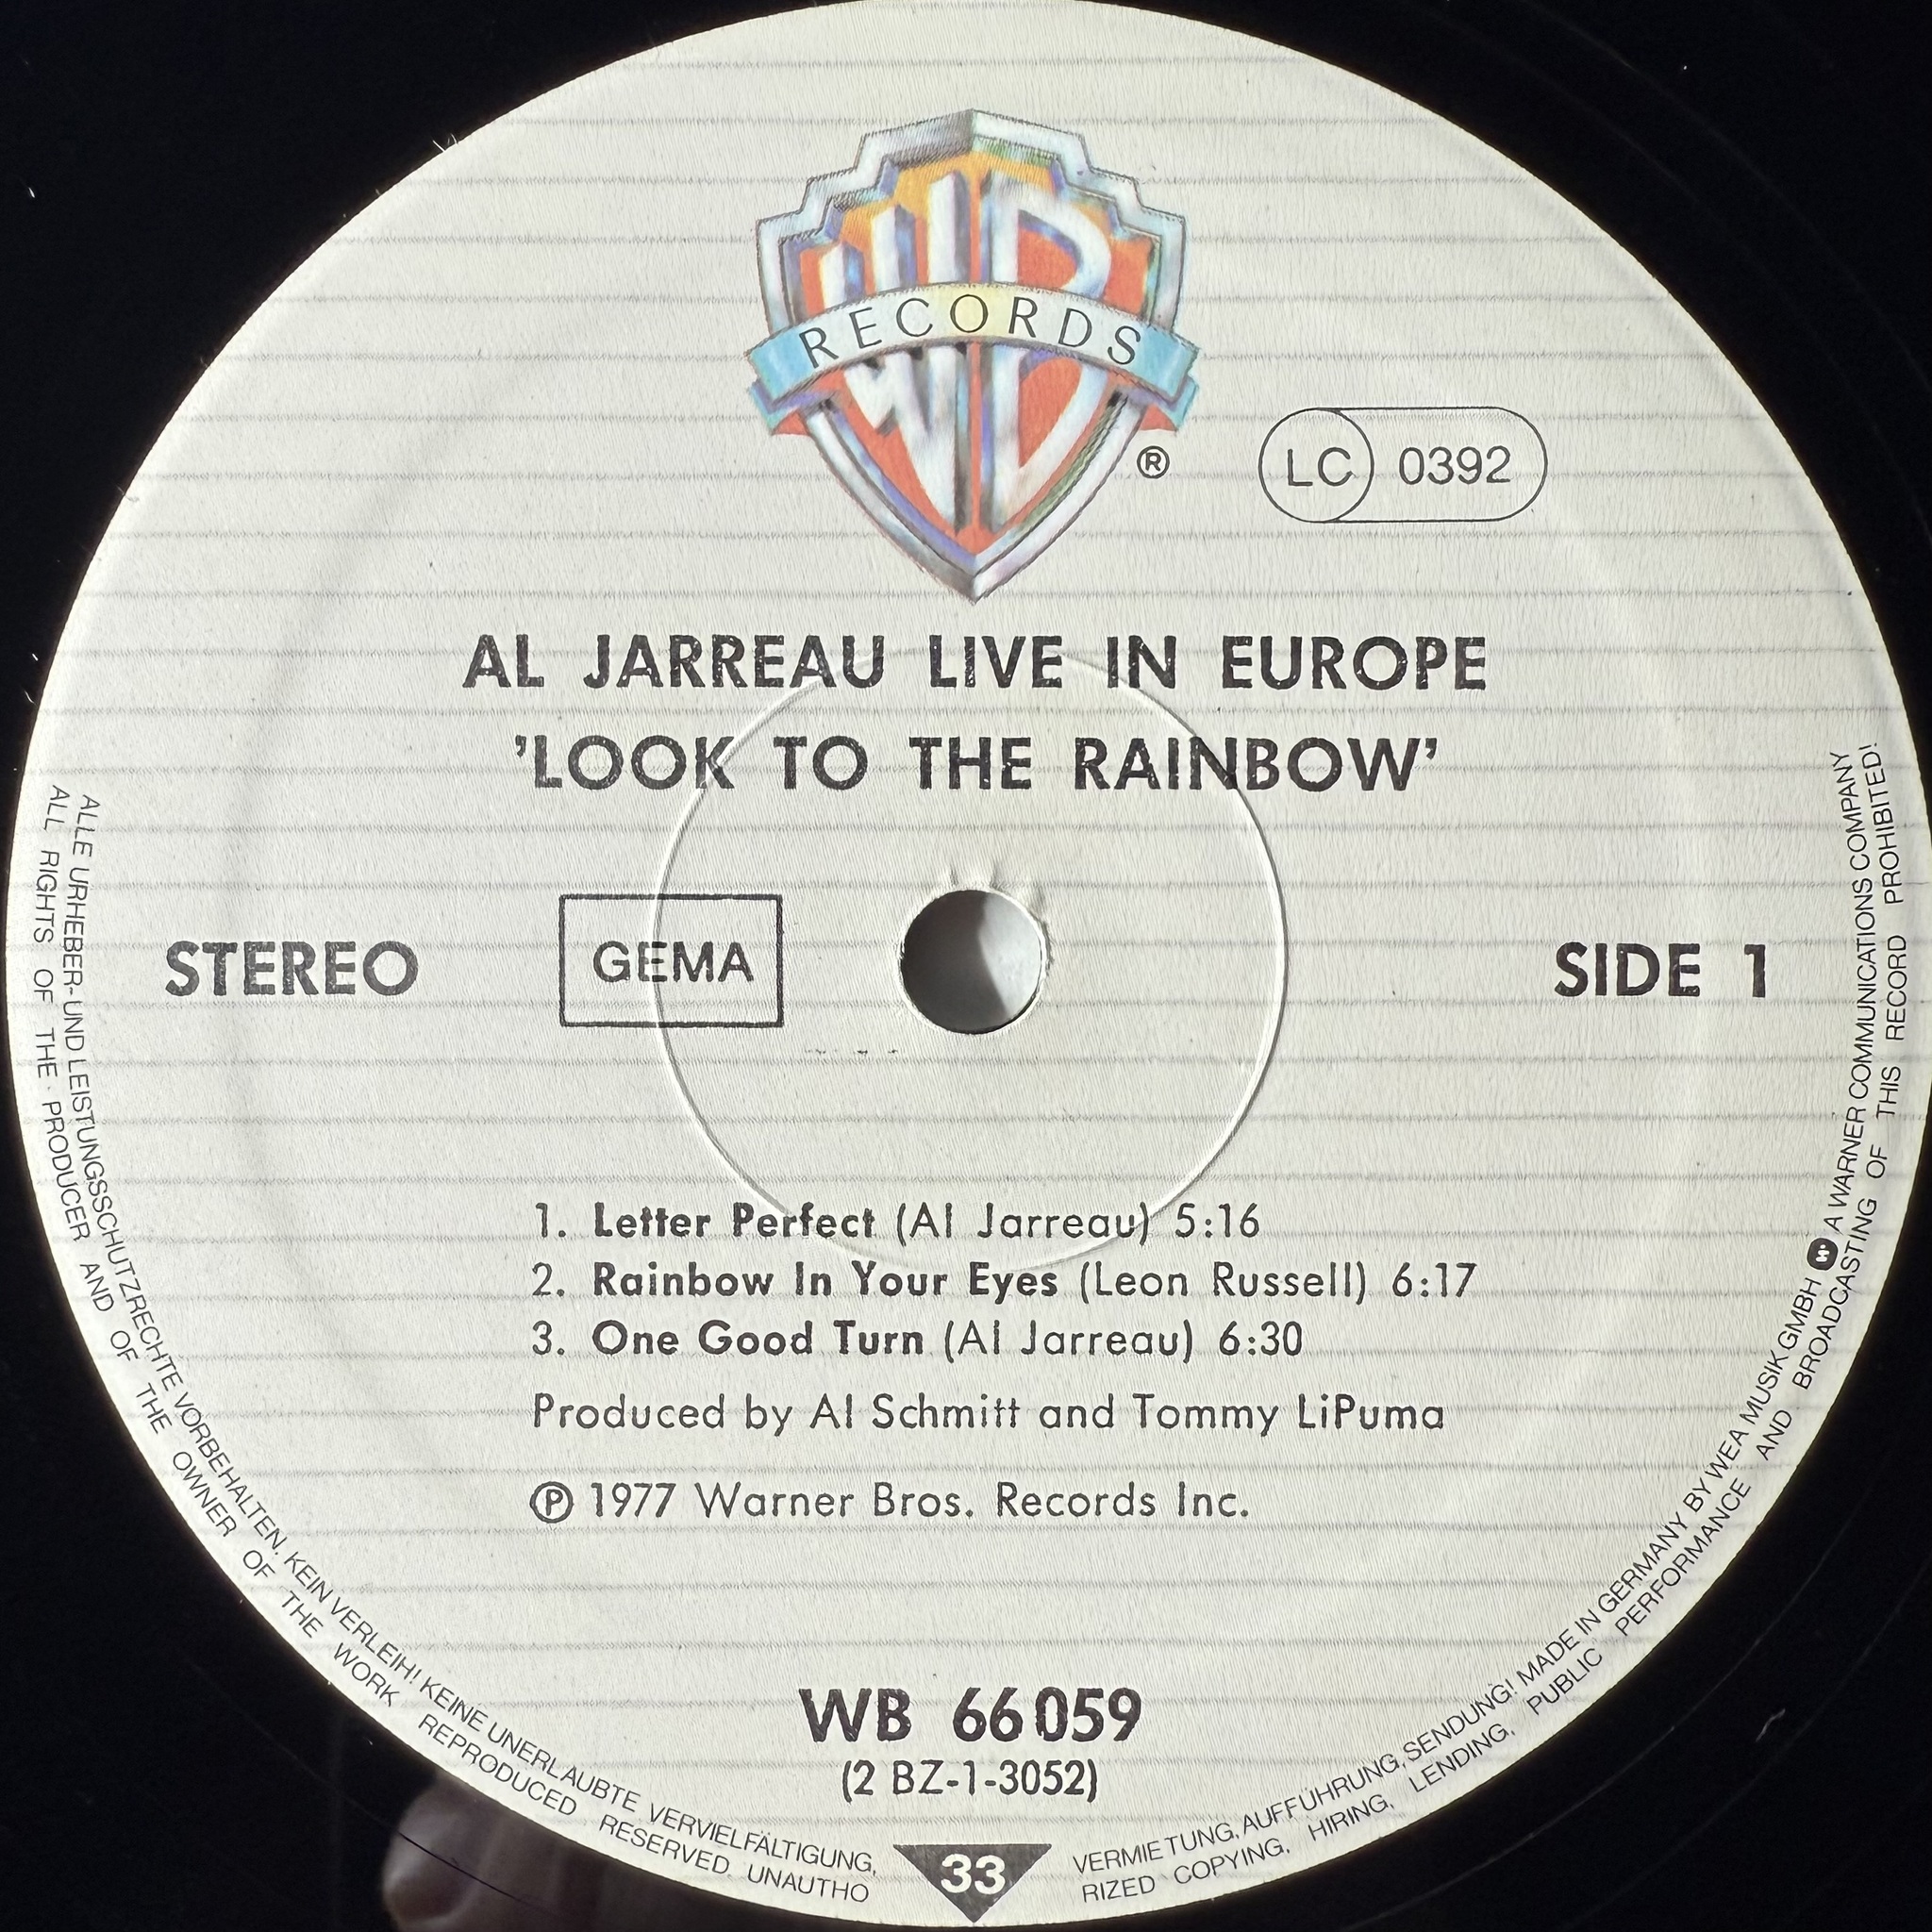 WB
RECORDS
®
LC 0392
AL JARREAU LIVE IN EUROPE
'LOOK TO THE RAINBOW'
STEREO
GEMA
SIDE 1
1. Letter Perfect (Al Jarreau) 5:16
2. Rainbow In Your Eyes (Leon Russell) 6:17
3. One Good Turn (Al Jarreau) 6:30
Produced by Al Schmitt and Tommy LiPuma
Ⓟ 1977 Warner Bros. Records Inc.
WB 66 059
(2 BZ-1-3052)
33
ALLE URHEBER-UND LEISTUNGSSCHUTZRECHTE VORBEHALTEN. KEIN VERLEIH! KEINE UNERLAUBTE VERVIELFÄLTIGUNG, VERMIETUNG, AUFFÜHRUNG, SENDUNG! MADE IN GERMANY BY WEA MUSIK GMBH W A WARNER COMMUNICATIONS COMPANY
ALL RIGHTS OF THE PRODUCER AND OF THE OWNER OF THE WORK REPRODUCED RESERVED. UNAUTHORIZED COPYING, HIRING, LENDING, PUBLIC PERFORMANCE AND BROADCASTING OF THIS RECORD PROHIBITED!